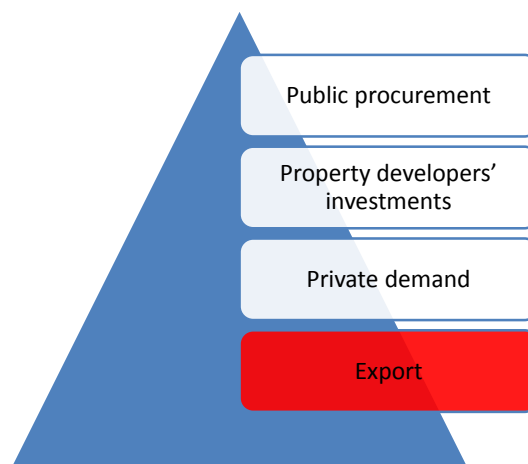 Public procurement
Property developers’
investments
Private demand
Export